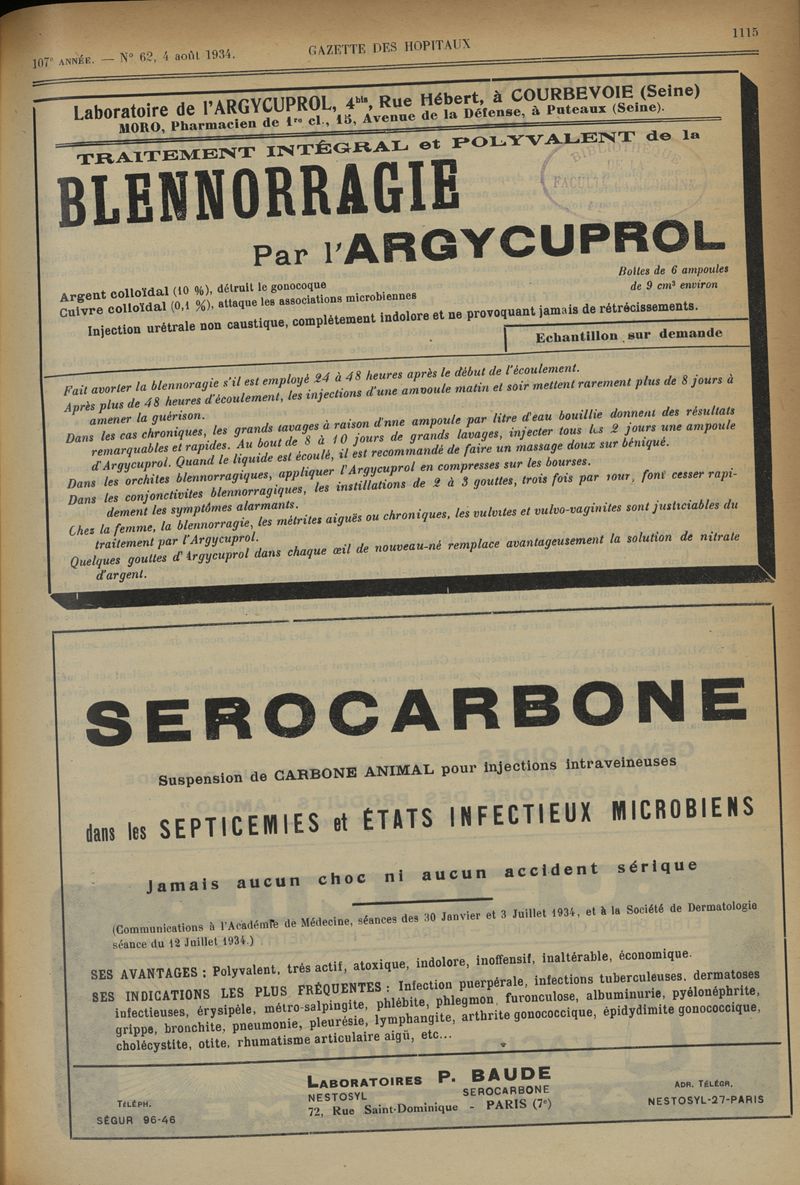 107e ANNÉE. — N° 62, 4 août 1934.
GAZETTE DES HOPITAUX
1115
Laboratoire de l'ARGYCUPROL, 4bis, Rue Hébert, à COURBEVOIE (Seine)
MORO, Pharmacien de 1re cl., 15, Avenue de la Défense, à Puteaux (Seine).
TRAITEMENT INTÉGRAL et POLYVALENT de la
BIBLIOTHEQUE
DE LA
FACULTÉ
MEDECINE
BLENNORRAGIE
Par l'ARGYCUPROL
Argent colloïdal (10 %), détruit le gonocoque
Cuivre colloïdal (0,1 %), attaque les associations microbiennes
Boîtes de 6 ampoules
de 9 cm³ environ
Injection urétrale non caustique, complètement indolore et ne provoquant jamais de rétrécissements.
Echantillon sur demande
Fait avorter la blennoragie s'il est employé 24 à 48 heures après le début de l'écoulement.
Après plus de 48 heures d'écoulement, les injections d'une amvoule matin et soir mettent rarement plus de 8 jours à
amener la guérison.
Dans les cas chroniques, les grands lavages à raison d'nne ampoule par litre d'eau bouillie donnent des résultats
remarquables et rapides. Au bout de 8 à 10 jours de grands lavages, injecter tous les 2 jours une ampoule
d'Argycuprol. Quand le liquide est écoulé, il est recommandé de faire un massage doux sur béniqué.
Dans les orchites blennorragiques, appliquer l'Argycuprol en compresses sur les bourses.
Dans les conjonctivites blennorragiques, les instillations de 2 à 3 gouttes, trois fois par jour, font cesser rapi-
dement les symptômes alarmants.
Chez la femme, la blennorragie, les métrites aiguës ou chroniques, les vulvites et vulvo-vaginites sont justiciables du
traitement par l'Argycuprol.
Quelques gouttes d'Argycuprol dans chaque œil de nouveau-né remplace avantageusement la solution de nitrate
d'argent.
SEROCARBONE
Suspension de CARBONE ANIMAL pour injections intraveineuses
dans les SEPTICEMIES et ÉTATS INFECTIEUX MICROBIENS
Jamais aucun choc ni aucun accident sérique
(Communications à l'Académie de Médecine, séances des 30 Janvier et 3 Juillet 1934, et à la Société de Dermatologie
séance du 12 Juillet 1934.)
SES AVANTAGES : Polyvalent, très actif, atoxique, indolore, inoffensif, inaltérable, économique.
SES INDICATIONS LES PLUS FRÉQUENTES : Infection puerpérale, infections tuberculeuses, dermatoses
infectieuses, érysipèle, métro-salpingite, phlébite, phlegmon, furonculose, albuminurie, pyélonéphrite,
grippe, bronchite, pneumonie, pleurésie, lymphangite, arthrite gonococcique, épidydimite gonococcique,
cholécystite, otite, rhumatisme articulaire aigü, etc...
LABORATOIRES P. BAUDE
NESTOSYL SEROCARBONE
72, Rue Saint-Dominique - PARIS (7e)
TÉLÉPH.
SÉGUR 96-46
ADR. TÉLÉGR.
NESTOSYL-27-PARIS